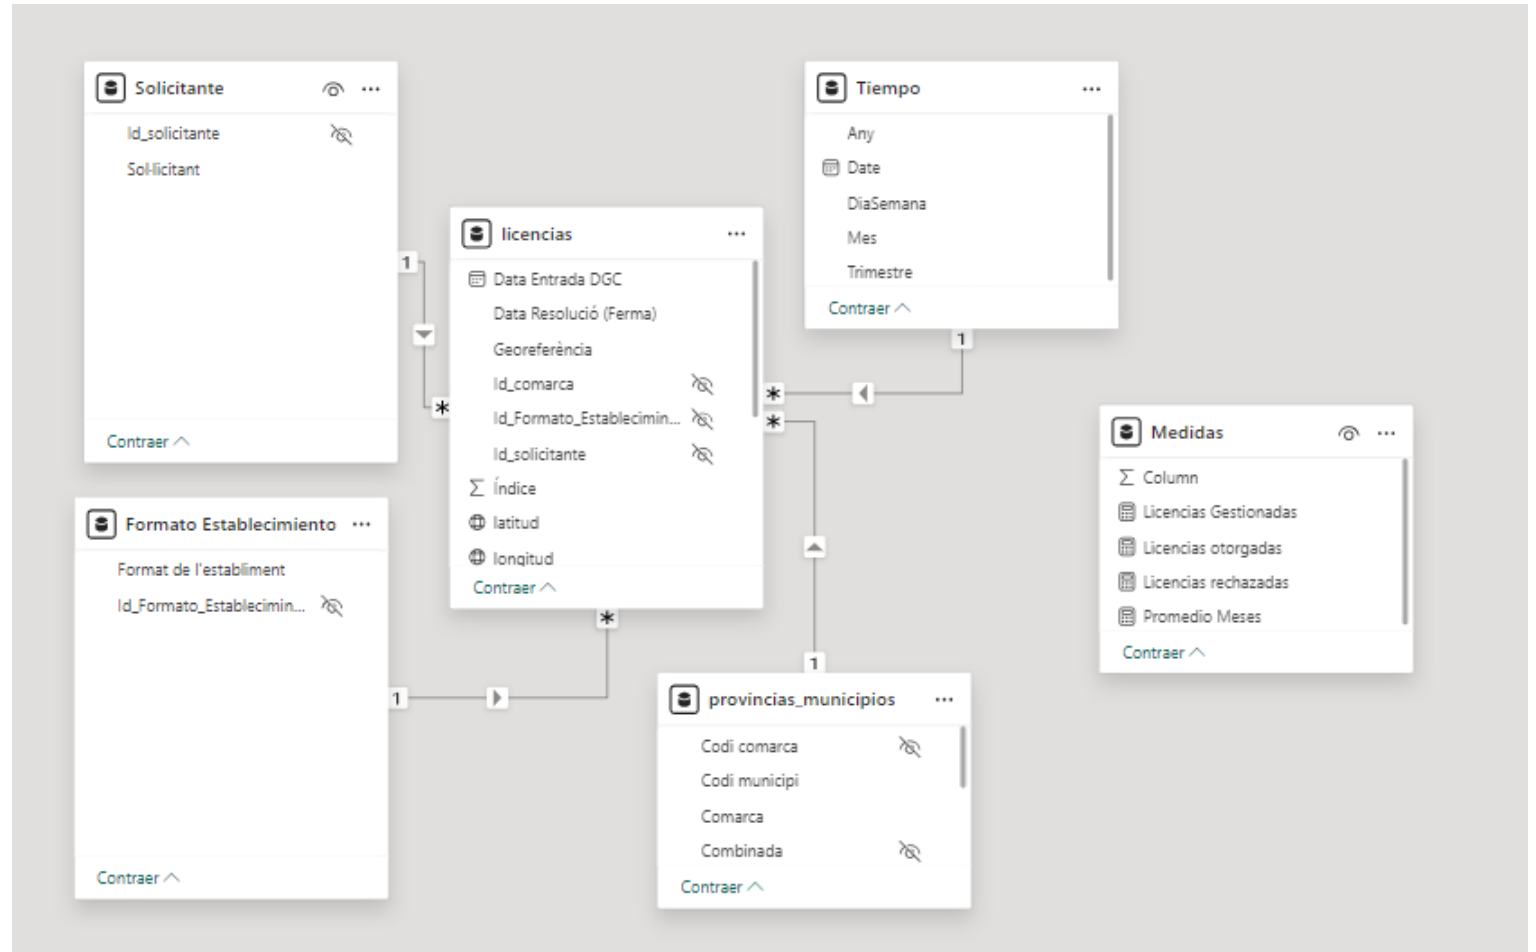 Solicitante
Id_solicitante
Sol·licitant
1
*
Contraer
Tiempo
Any
Date
DiaSemana
Mes
Trimestre
Contraer
1
licencias
Data Entrada DGC
Data Resolució (Ferma)
Georeferència
Id_comarca
Id_Formato_Establecimin...
Id_solicitante
Índice
latitud
longitud
Contraer
*
*
*
Medidas
Column
Licencias Gestionadas
Licencias otorgadas
Licencias rechazadas
Promedio Meses
Contraer
Formato Establecimiento
Format de l'establiment
Id_Formato_Establecimin...
1
Contraer
1
provincias_municipios
Codi comarca
Codi municipi
Comarca
Combinada
Contraer